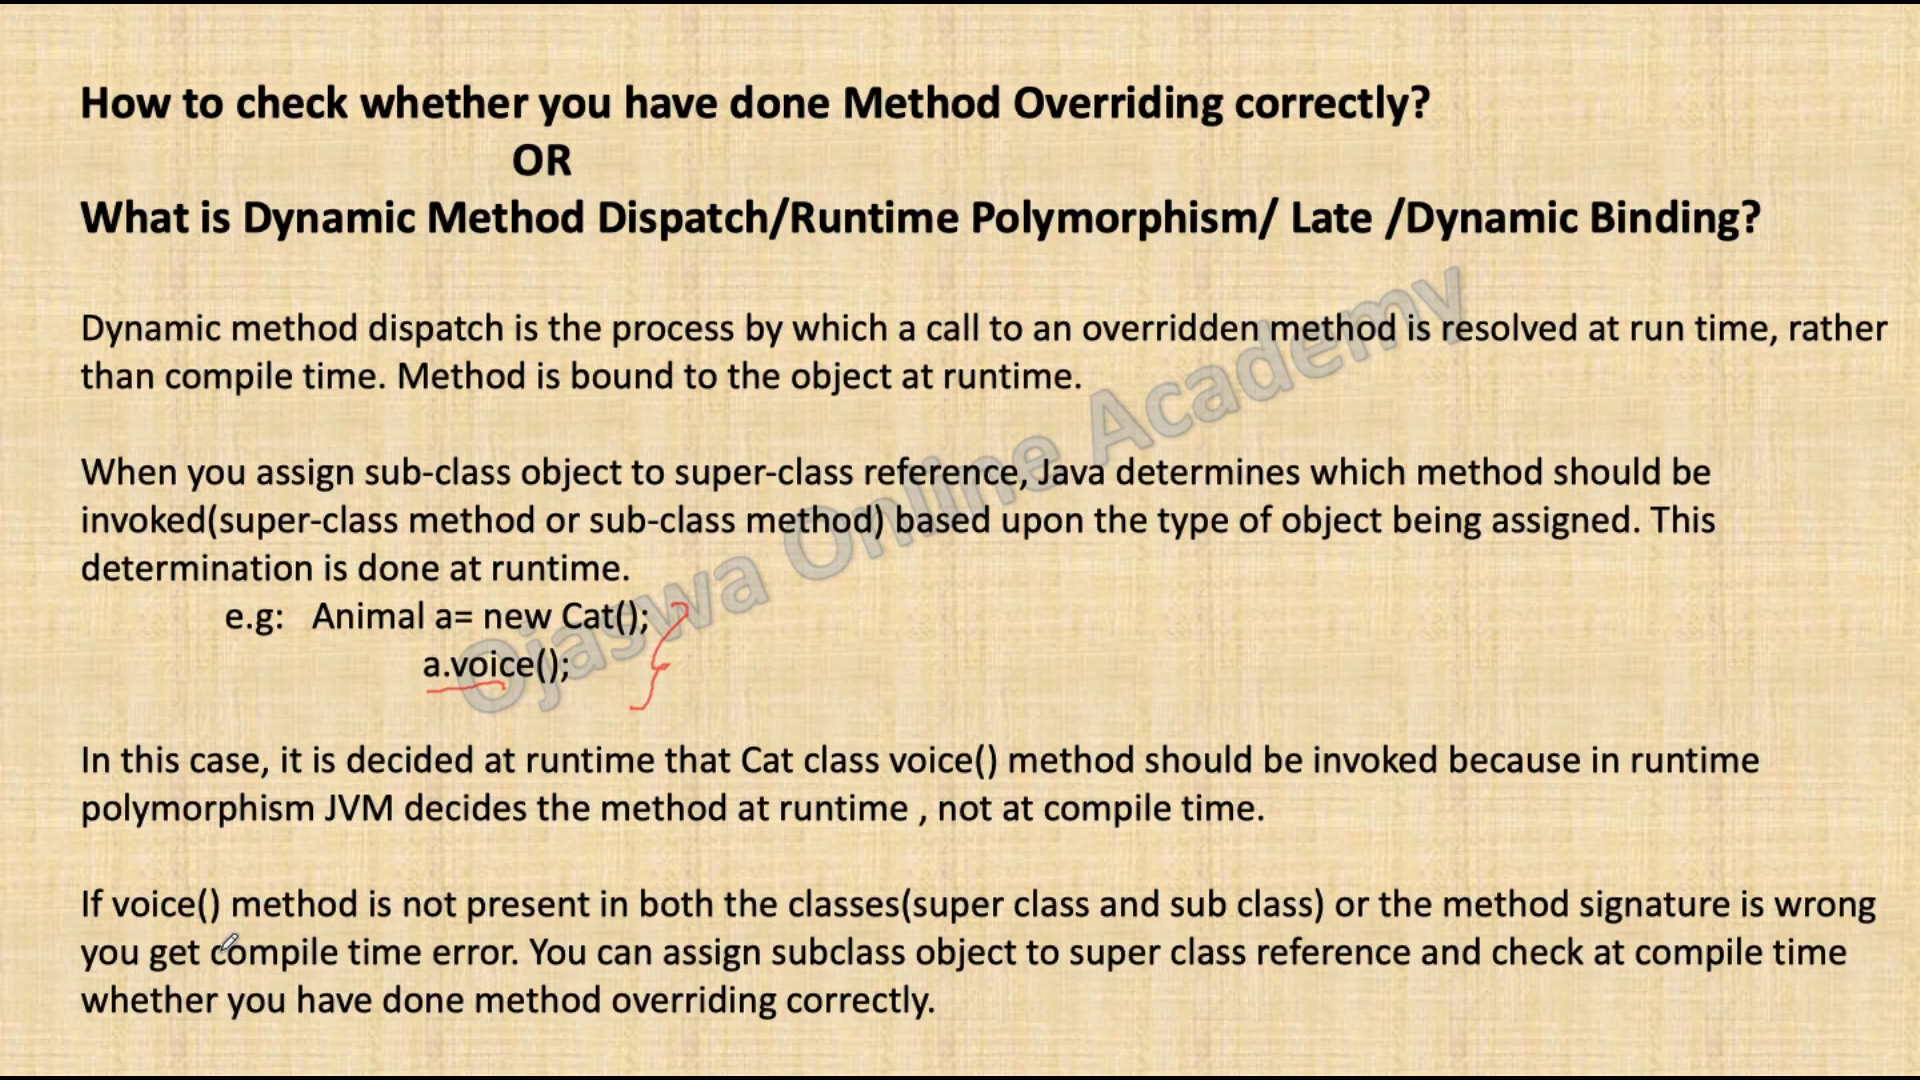 How to check whether you have done Method Overriding correctly?
OR
What is Dynamic Method Dispatch/Runtime Polymorphism/ Late /Dynamic Binding?
Dynamic method dispatch is the process by which a call to an overridden method is resolved at run time, rather
than compile time. Method is bound to the object at runtime.
When you assign sub-class object to super-class reference, Java determines which method should be
invoked(super-class method or sub-class method) based upon the type of object being assigned. This
determination is done at runtime.
e.g: Animal a= new Cat();
a.voice();
In this case, it is decided at runtime that Cat class voice() method should be invoked because in runtime
polymorphism JVM decides the method at runtime , not at compile time.
If voice() method is not present in both the classes(super class and sub class) or the method signature is wrong
you get compile time error. You can assign subclass object to super class reference and check at compile time
whether you have done method overriding correctly.
Ojaswa Online Academy